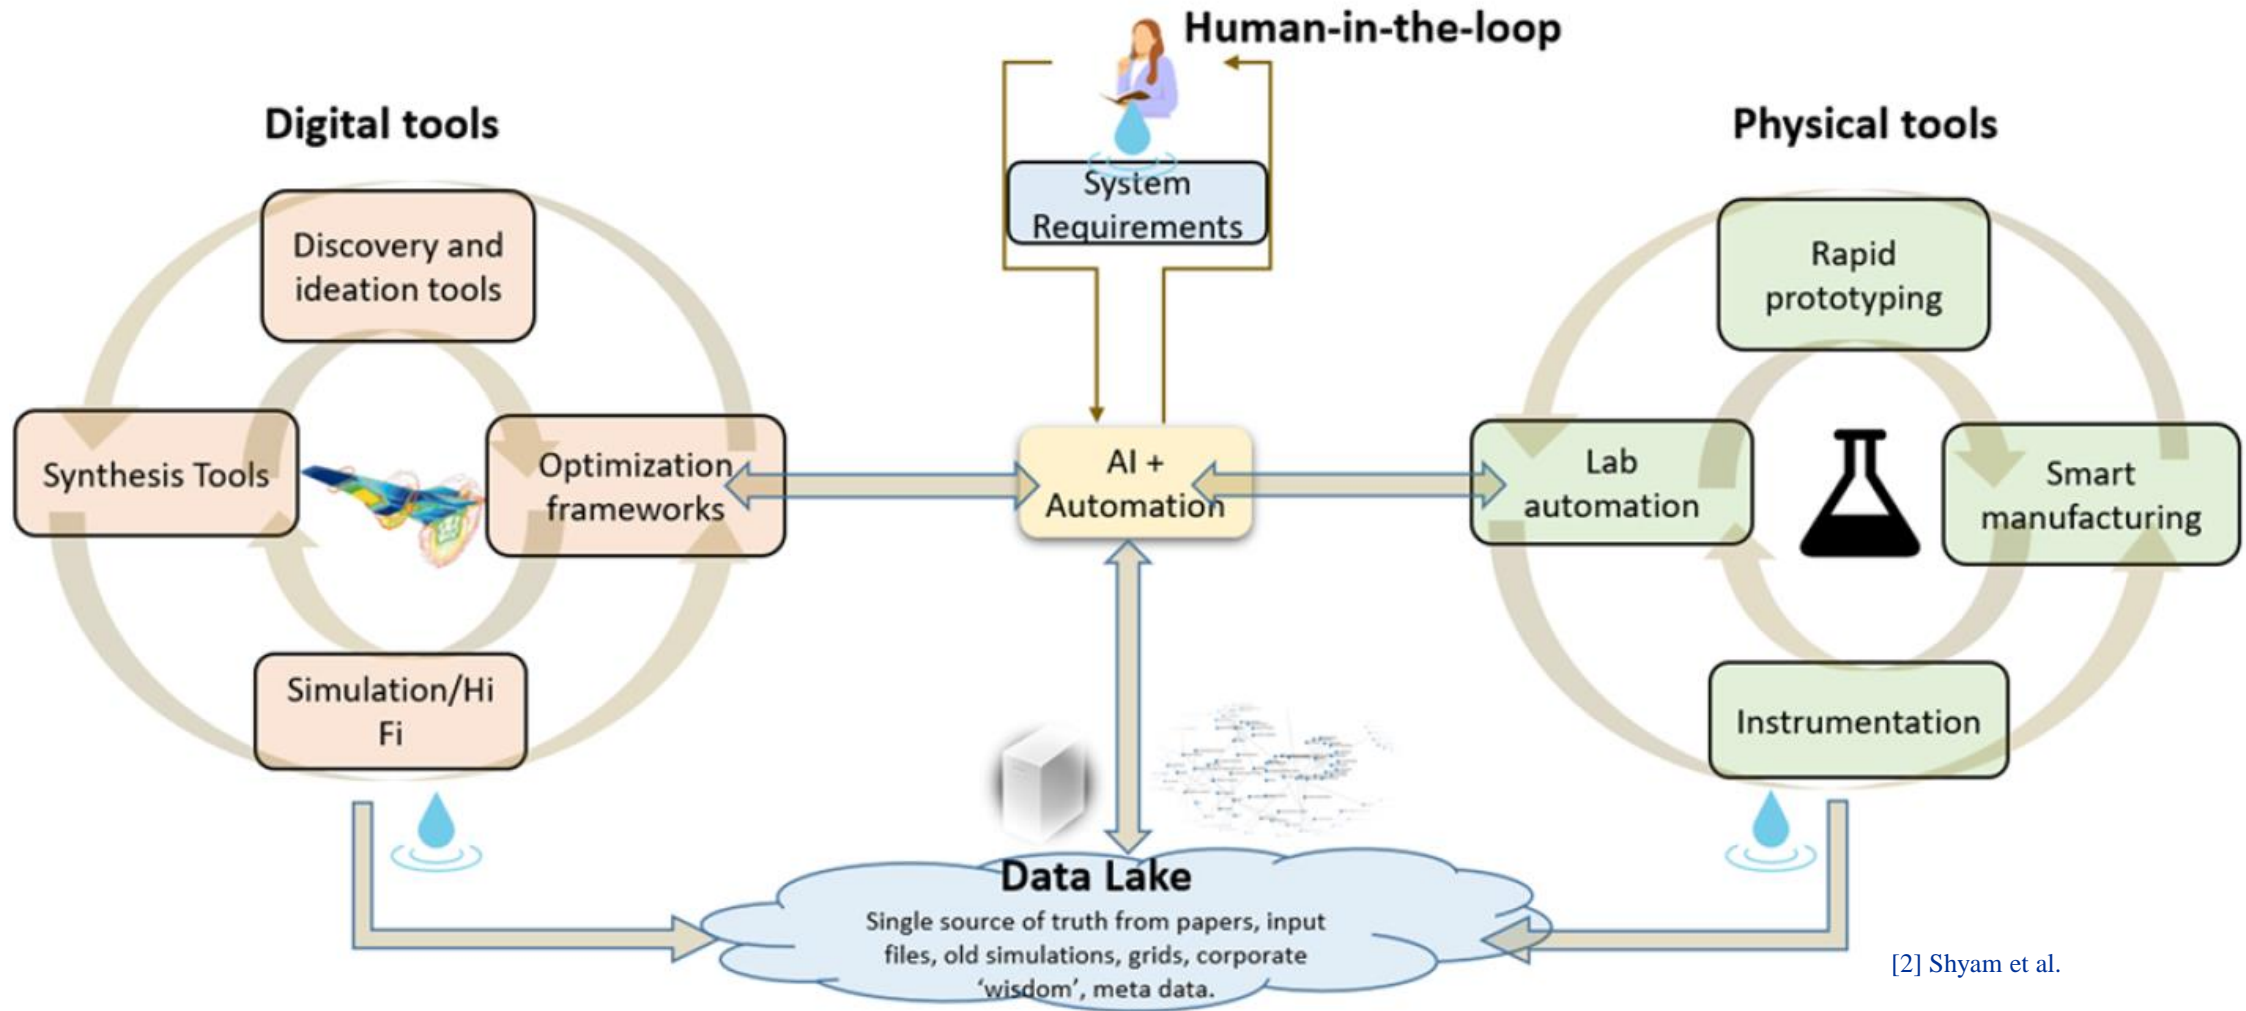 Human-in-the-loop
Digital tools
Physical tools
System
Requirements
Discovery and
ideation tools
Rapid
prototyping
Synthesis Tools
Optimization
frameworks
AI +
Automation
Lab
automation
Smart
manufacturing
Simulation/Hi
Fi
Instrumentation
Data Lake
Single source of truth from papers, input
files, old simulations, grids, corporate
‘wisdom’, meta data.
[2] Shyam et al.